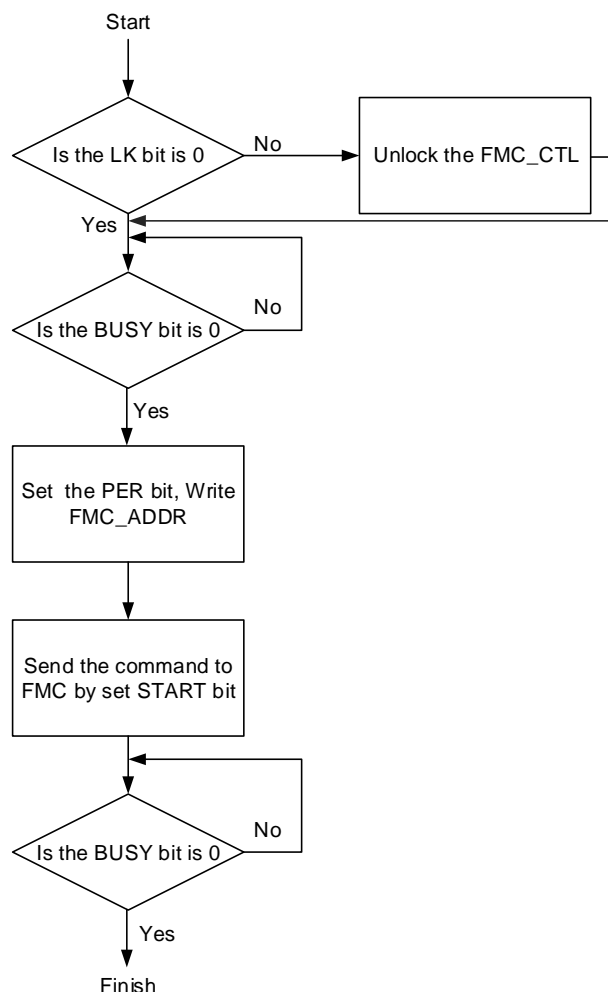 Start
Is the LK bit is 0
No
Unlock the FMC_CTL
Yes
Is the BUSY bit is 0
No
Yes
Set the PER bit, Write
FMC_ADDR
Send the command to
FMC by set START bit
Is the BUSY bit is 0
No
Yes
Finish